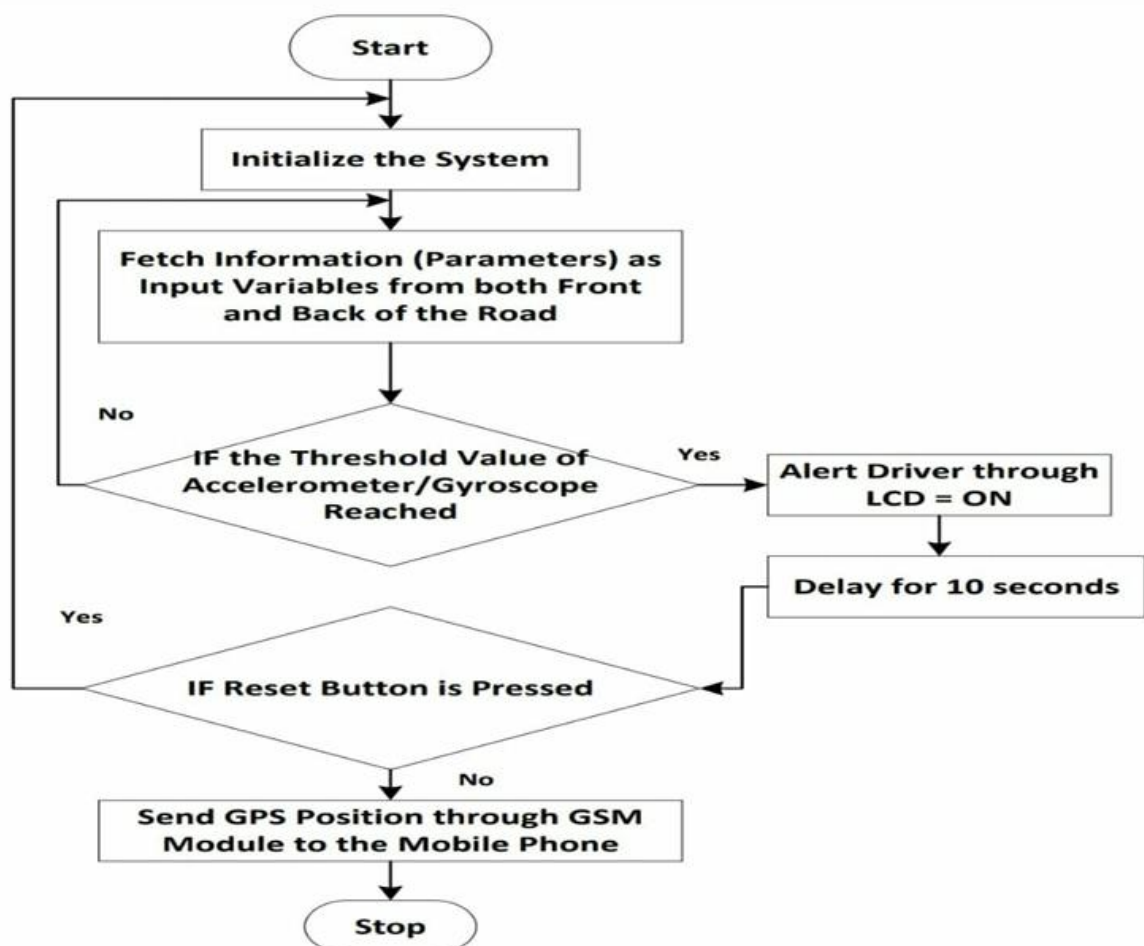 Start
Initialize the System
Fetch Information (Parameters) as
Input Variables from both Front
and Back of the Road
No
IF the Threshold Value of
Accelerometer/Gyroscope
Reached
Yes
Alert Driver through
LCD = ON
Delay for 10 seconds
Yes
IF Reset Button is Pressed
No
Send GPS Position through GSM
Module to the Mobile Phone
Stop